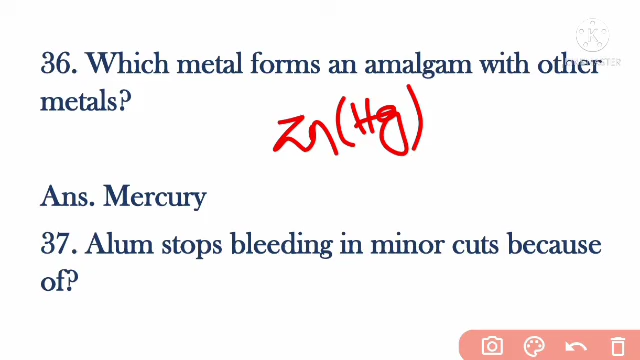 36. Which metal forms an amalgam with other
metals?
Zn(Hg)
Ans. Mercury
37. Alum stops bleeding in minor cuts because
of?